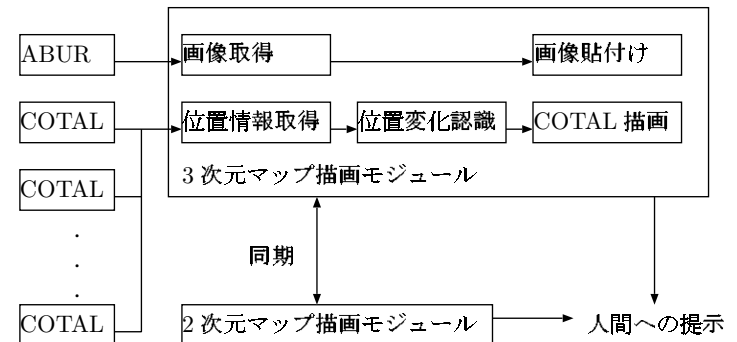 ABUR
画像取得
画像貼付け
COTAL
位置情報取得
位置変化認識
COTAL 描画
3 次元マップ描画モジュール
COTAL
.
.
.
同期
COTAL
2 次元マップ描画モジュール
人間への提示